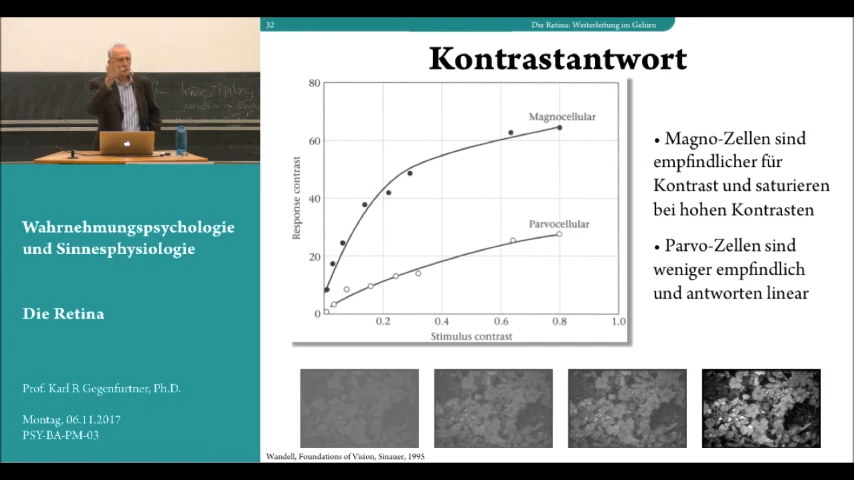 32
Die Retina: Weiterleitung im Gehirn
Kontrastantwort
80
60
40
20
0
Response contrast
Magnocellular
Parvocellular
0.2
0.4
0.6
0.8
1.0
Stimulus contrast
• Magno-Zellen sind
empfindlicher für
Kontrast und saturieren
bei hohen Kontrasten
• Parvo-Zellen sind
weniger empfindlich
und antworten linear
Wandell, Foundations of Vision, Sinauer, 1995
Investigating
Wahrnehmungspsychologie
und Sinnesphysiologie
Die Retina
Prof. Karl R Gegenfurtner, Ph.D.
Montag, 06.11.2017
PSY-BA-PM-03